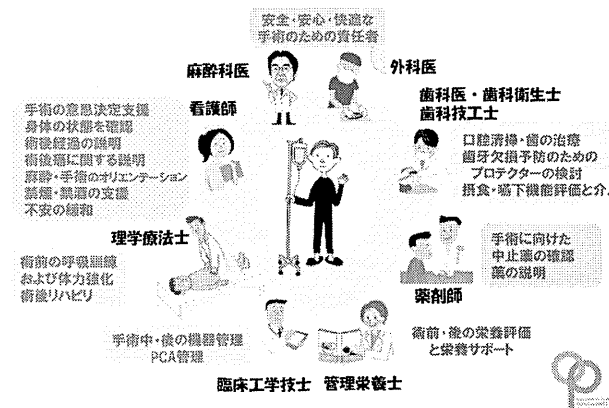 安全・安心・快適な
手術のための責任者
麻酔科医
外科医
看護師
手術の意思決定支援
身体の状態を確認
術後経過の説明
術後痛に関する説明
麻酔・手術のオリエンテーション
禁煙・禁酒の支援
不安の緩和
歯科医・歯科衛生士
歯科技工士
口腔清掃・歯の治療
歯牙欠損予防のための
プロテクターの検討
摂食・嚥下機能評価と介入
理学療法士
術前の呼吸訓練
および体力強化
術後リハビリ
手術に向けた
中止薬の確認
薬の説明
薬剤師
手術中・後の機器管理
PCA管理
臨床工学技士
術前・後の栄養評価
と栄養サポート
管理栄養士